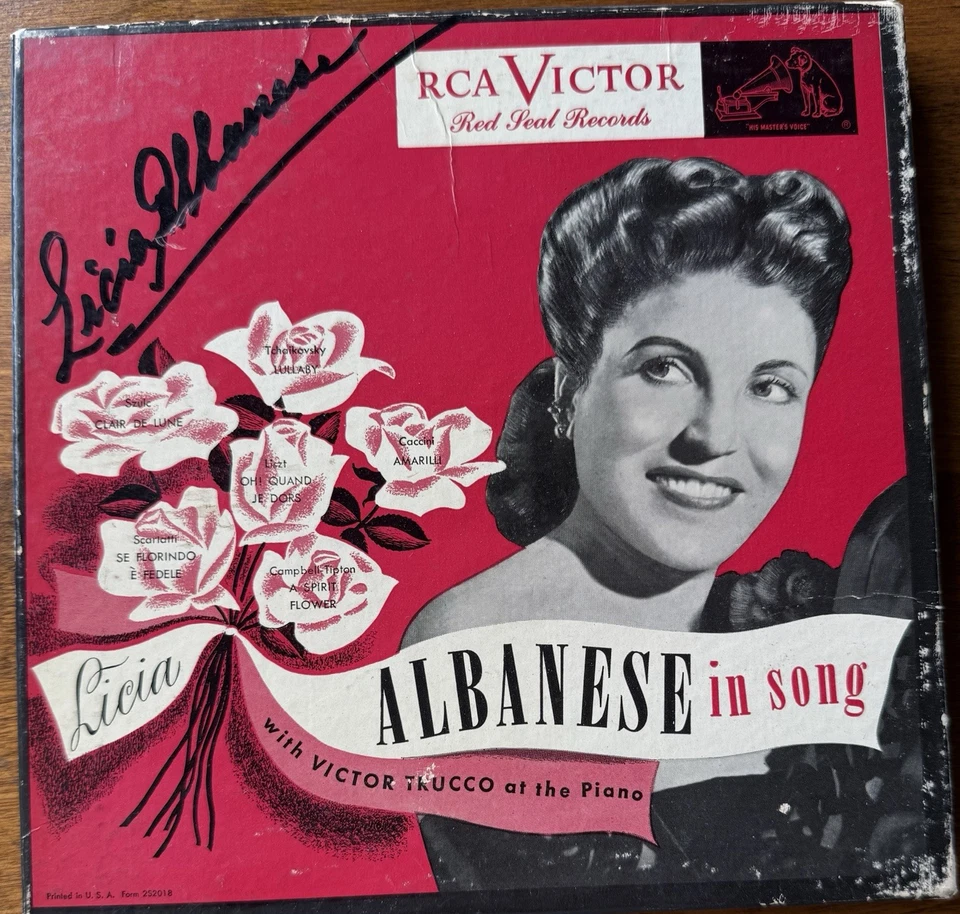 Licia Albanese
RCA VICTOR
Red Seal Records
"HIS MASTER'S VOICE"
®
Tchaikovsky
LULLABY
Szulc
CLAIR DE LUNE
Caccini
AMARILLI
Liszt
OH! QUAND
JE DORS
Scarlatti
SE FLORINDO
È FEDELE
Campbell-Tipton
A SPIRIT
FLOWER
Licia
ALBANESE in song
with VICTOR TRUCCO at the Piano
Printed in U. S. A. Form 2S2018